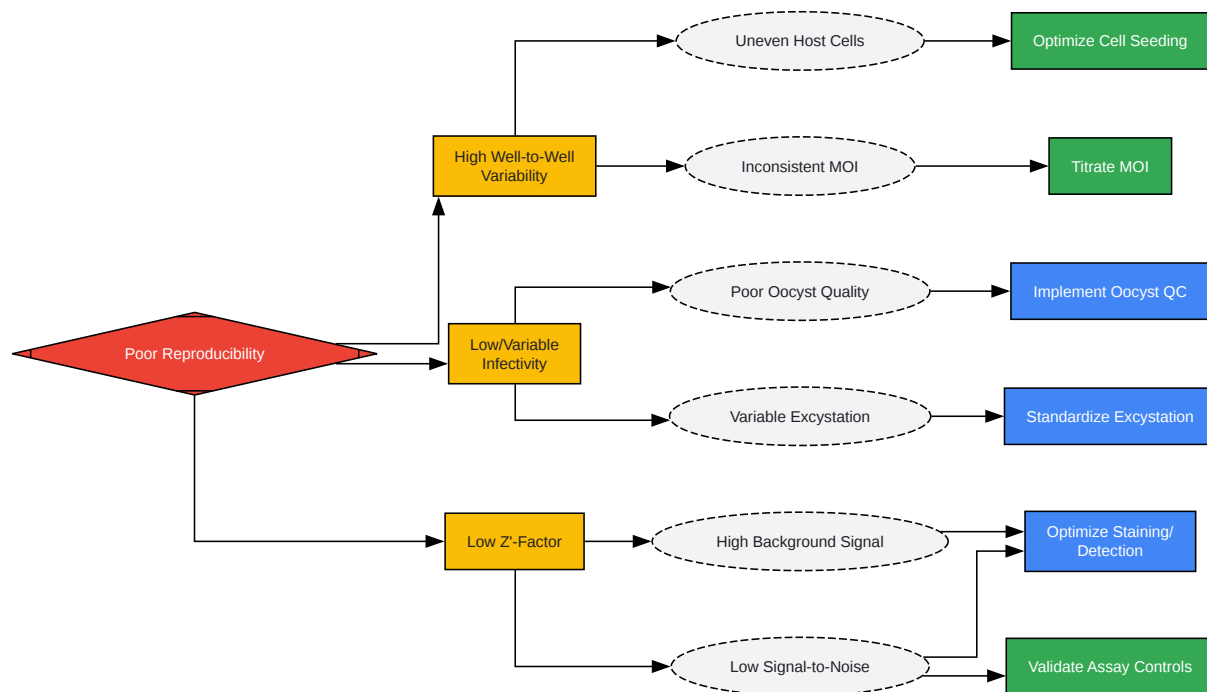 Uneven Host Cells
Optimize Cell Seeding
High Well-to-Well
Variability
Inconsistent MOI
Titrate MOI
Poor Oocyst Quality
Implement Oocyst QC
Poor Reproducibility
Low/Variable
Infectivity
Variable Excystation
Standardize Excystation
Low Z'-Factor
High Background Signal
Optimize Staining/
Detection
Low Signal-to-Noise
Validate Assay Controls